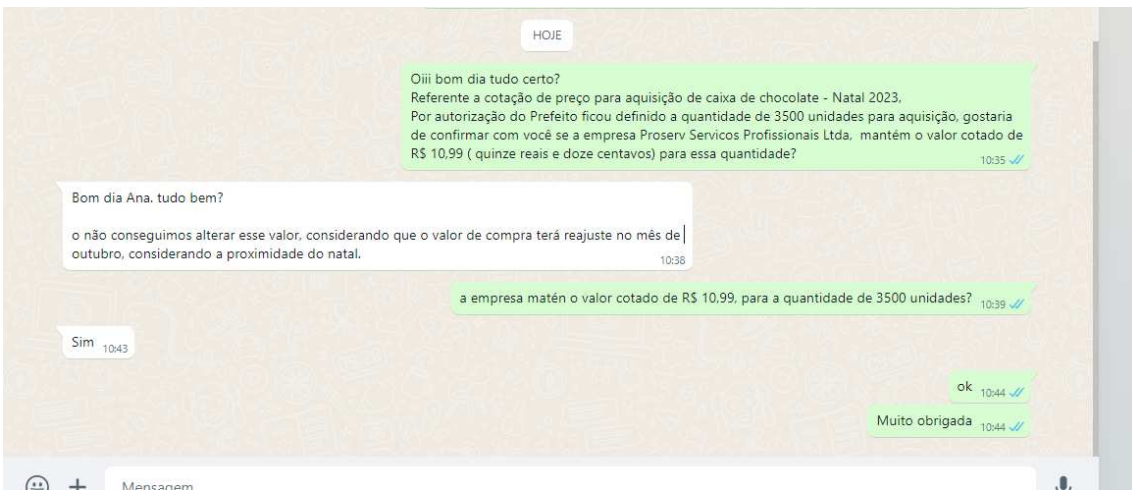 HOJE
Oiii bom dia tudo certo?
Referente a cotação de preço para aquisição de caixa de chocolate - Natal 2023,
Por autorização do Prefeito ficou definido a quantidade de 3500 unidades para aquisição, gostaria
de confirmar com você se a empresa Proserv Servicos Profissionais Ltda, mantém o valor cotado de
R$ 10,99 ( quinze reais e doze centavos) para essa quantidade?
10:35
Bom dia Ana. tudo bem?
o não conseguimos alterar esse valor, considerando que o valor de compra terá reajuste no mês de
outubro, considerando a proximidade do natal.
10:38
a empresa matén o valor cotado de R$ 10,99, para a quantidade de 3500 unidades? 10:39
Sim 10:43
ok 10:44
Muito obrigada 10:44
Mensagem